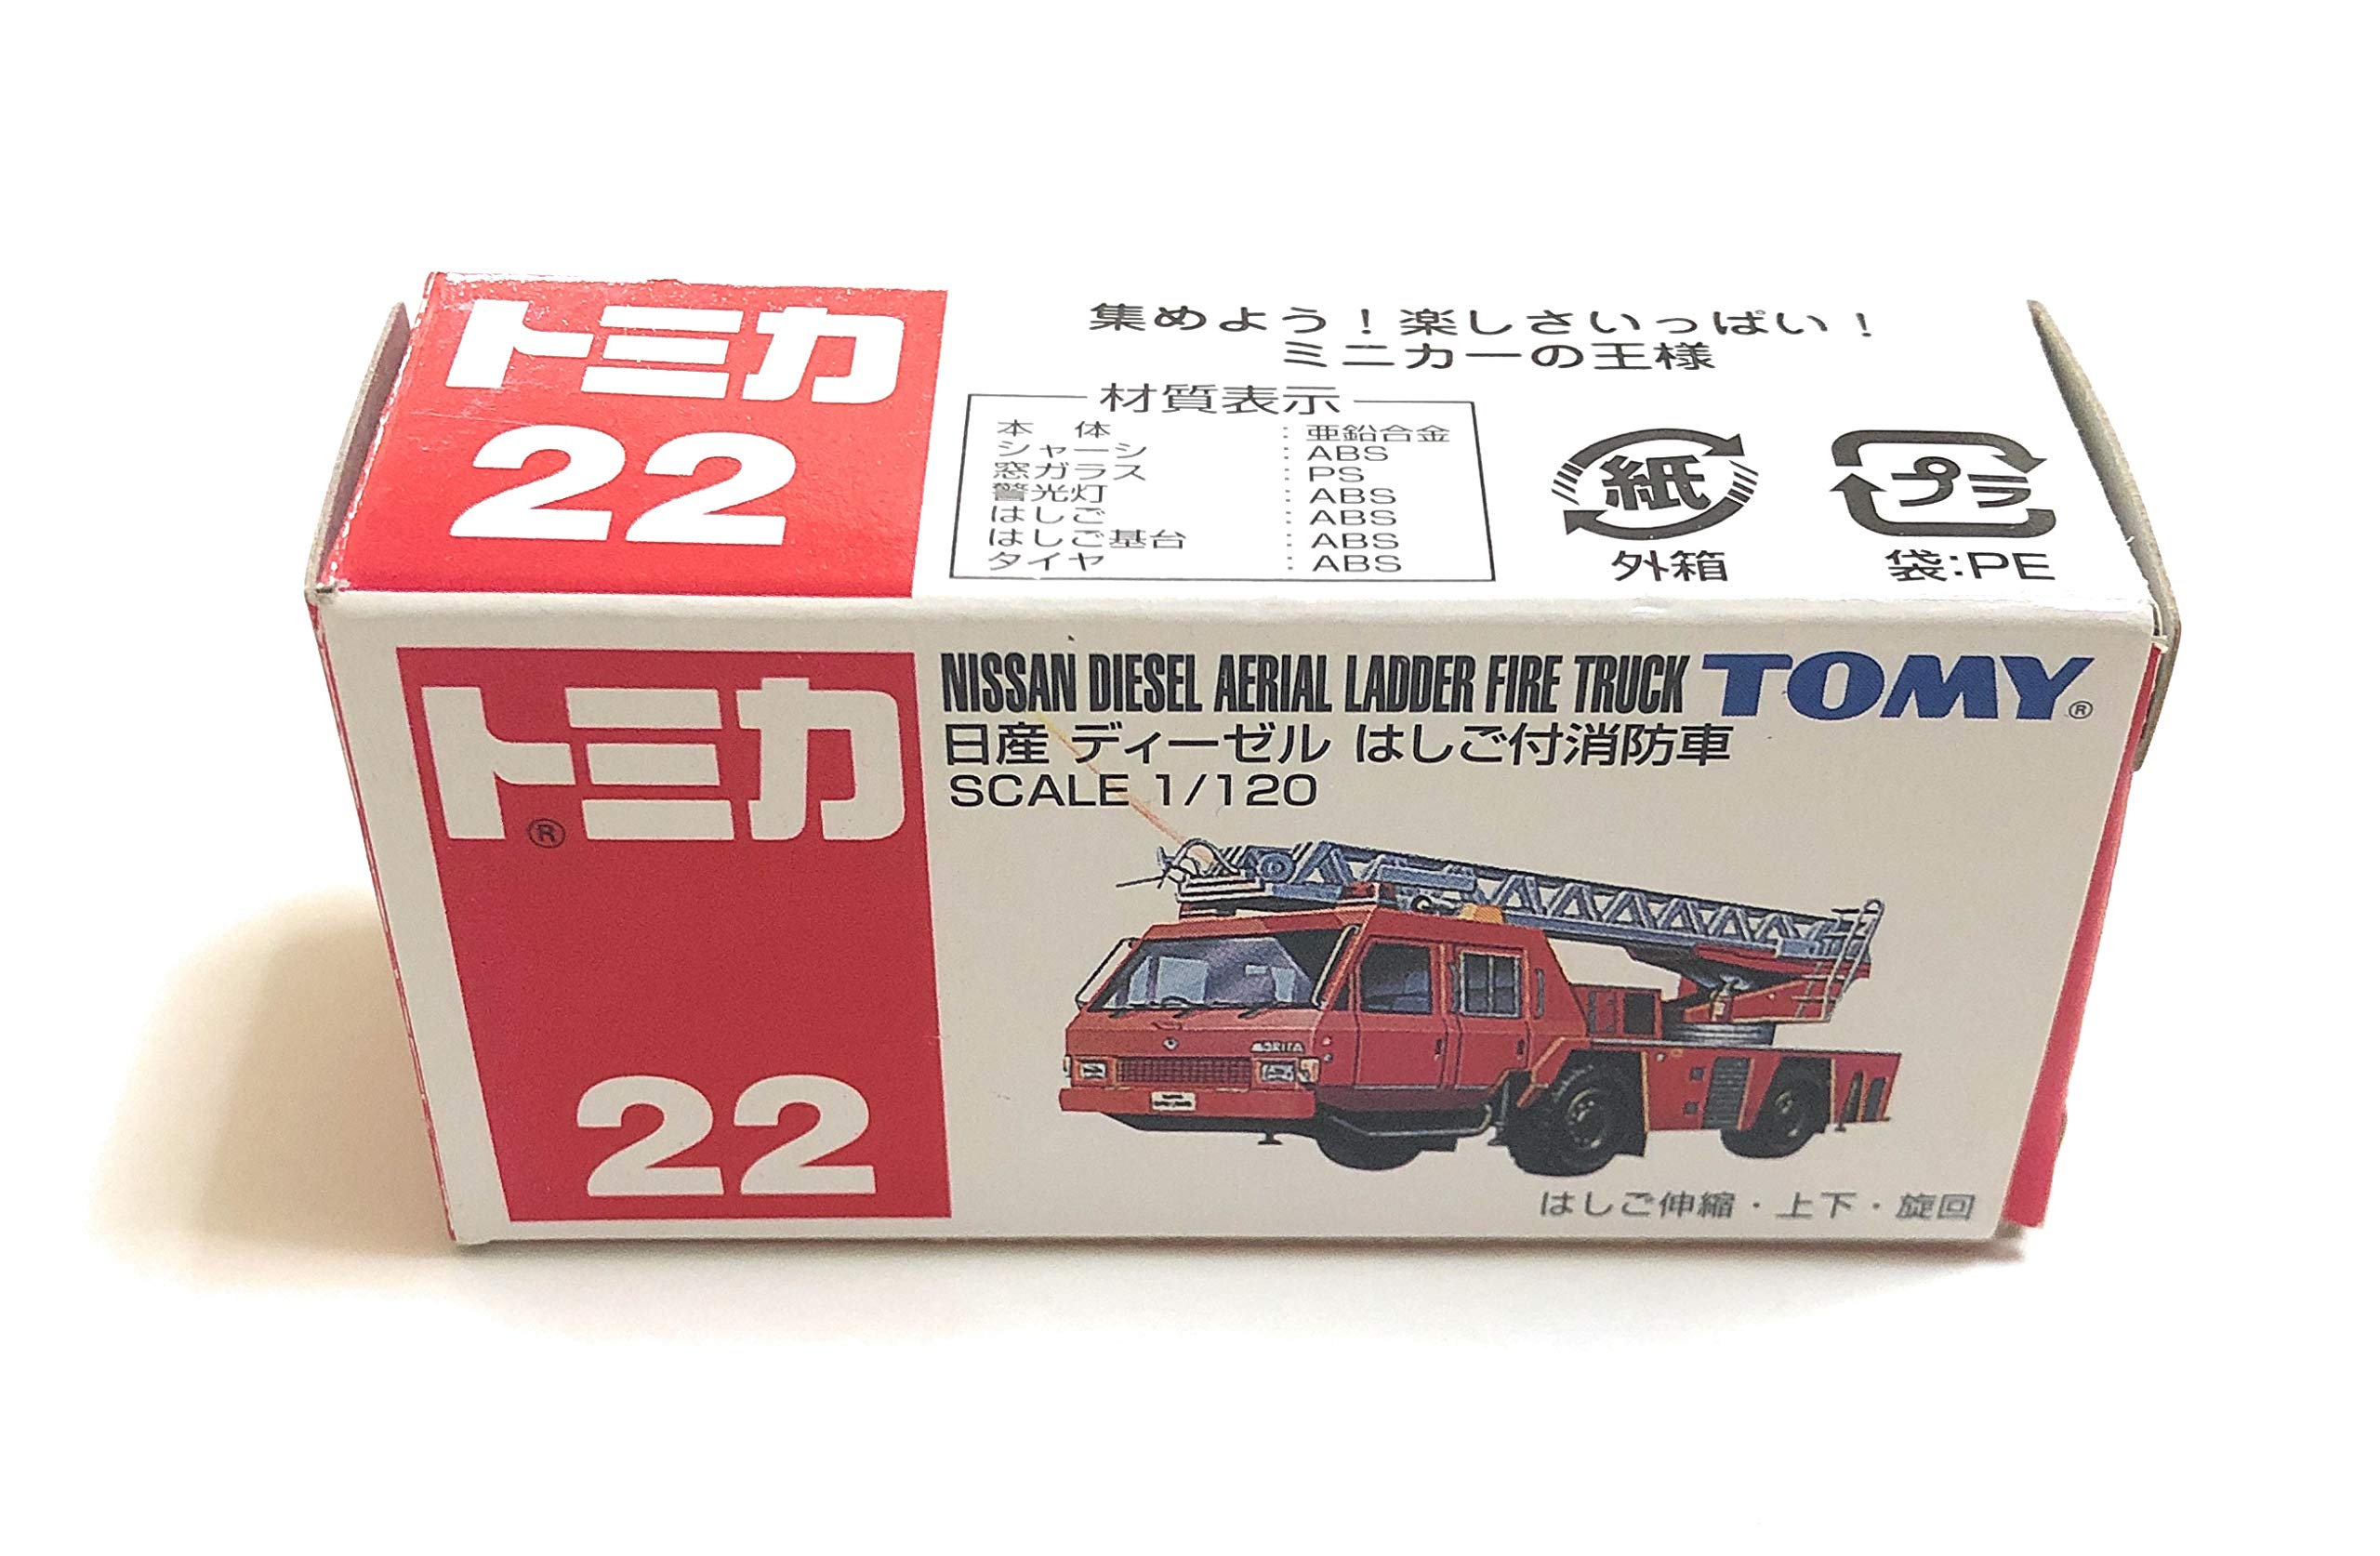 トミカ
22
集めよう!楽しさいっぱい!
ミニカーの王様
材質表示
本 体 : 亜鉛合金
シャーシ : ABS
窓ガラス : PS
警光灯 : ABS
はしご : ABS
はしご基台 : ABS
タイヤ : ABS
紙
外箱
プラ
袋:PE
トミカ®
22
NISSAN DIESEL AERIAL LADDER FIRE TRUCK
TOMY®
日産 ディーゼル はしご付消防車
SCALE 1/120
MORITA
はしご伸縮・上下・旋回